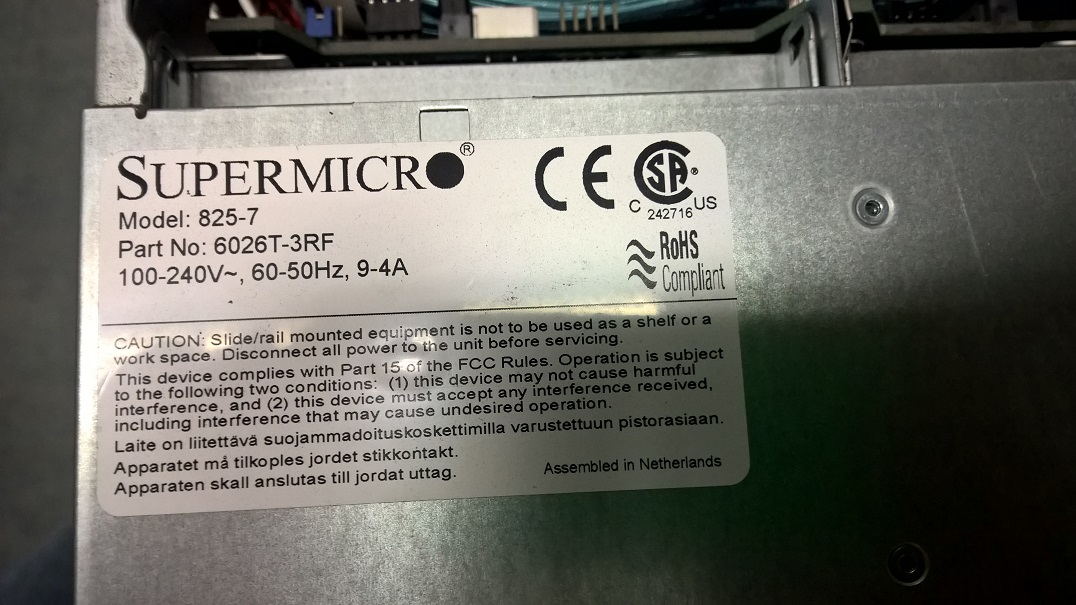 SUPERMICRO®
CE
SA®
C 242716 US
Model: 825-7
Part No: 6026T-3RF
100-240V~, 60-50Hz, 9-4A
RoHS
Compliant
CAUTION: Slide/rail mounted equipment is not to be used as a shelf or a
work space. Disconnect all power to the unit before servicing.
This device complies with Part 15 of the FCC Rules. Operation is subject
to the following two conditions: (1) this device may not cause harmful
interference, and (2) this device must accept any interference received,
including interference that may cause undesired operation.
Laite on liitettävä suojammadoituskoskettimilla varustettuun pistorasiaan.
Apparatet må tilkoples jordet stikkontakt.
Apparaten skall anslutas till jordat uttag.
Assembled in Netherlands